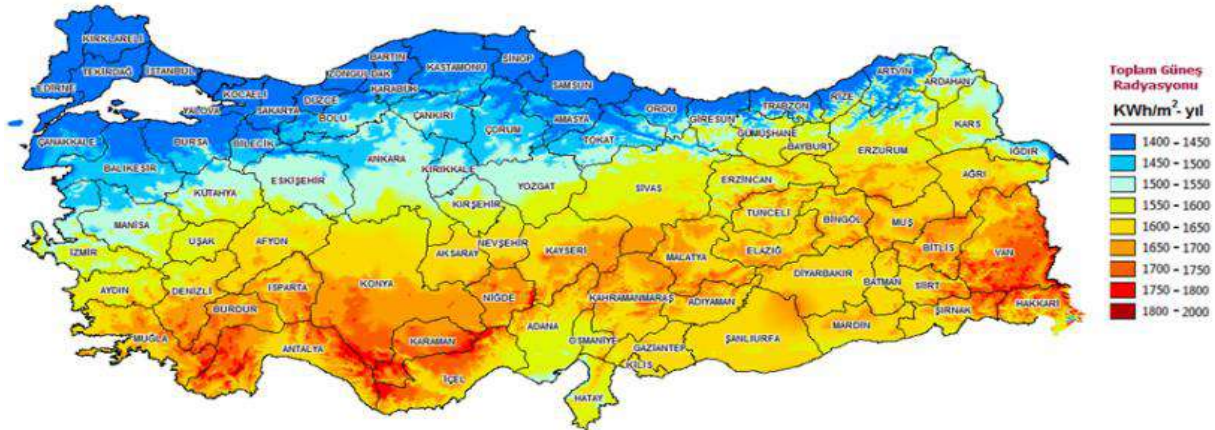 KIRKLARELİ
EDİRNE
TEKİRDAĞ
İSTANBUL
KOCAELİ
YALOVA
SAKARYA
DÜZCE
ZONGULDAK
BARTIN
KARABÜK
KASTAMONU
SİNOP
SAMSUN
ORDU
GİRESUN
TRABZON
RİZE
ARTVİN
ARDAHAN
ÇANAKKALE
BALIKESİR
BURSA
BİLECİK
BOLU
ÇANKIRI
ÇORUM
AMASYA
TOKAT
GÜMÜŞHANE
BAYBURT
ERZURUM
KARS
IĞDIR
AĞRI
KÜTAHYA
ESKİŞEHİR
ANKARA
KIRIKKALE
YOZGAT
SİVAS
ERZİNCAN
TUNCELİ
BİNGÖL
MUŞ
BİTLİS
VAN
MANİSA
İZMİR
UŞAK
AFYON
KIRŞEHİR
NEVŞEHİR
AKSARAY
KAYSERİ
MALATYA
ELAZIĞ
DİYARBAKIR
BATMAN
SİİRT
HAKKARİ
ŞIRNAK
MARDİN
AYDIN
DENİZLİ
ISPARTA
BURDUR
KONYA
NİĞDE
KAHRAMANMARAŞ
ADIYAMAN
ŞANLIURFA
MUĞLA
ANTALYA
KARAMAN
İÇEL
ADANA
OSMANİYE
GAZİANTEP
KİLİS
HATAY
Toplam Güneş
Radyasyonu
KWh/m²- yıl
1400 - 1450
1450 - 1500
1500 - 1550
1550 - 1600
1600 - 1650
1650 - 1700
1700 - 1750
1750 - 1800
1800 - 2000